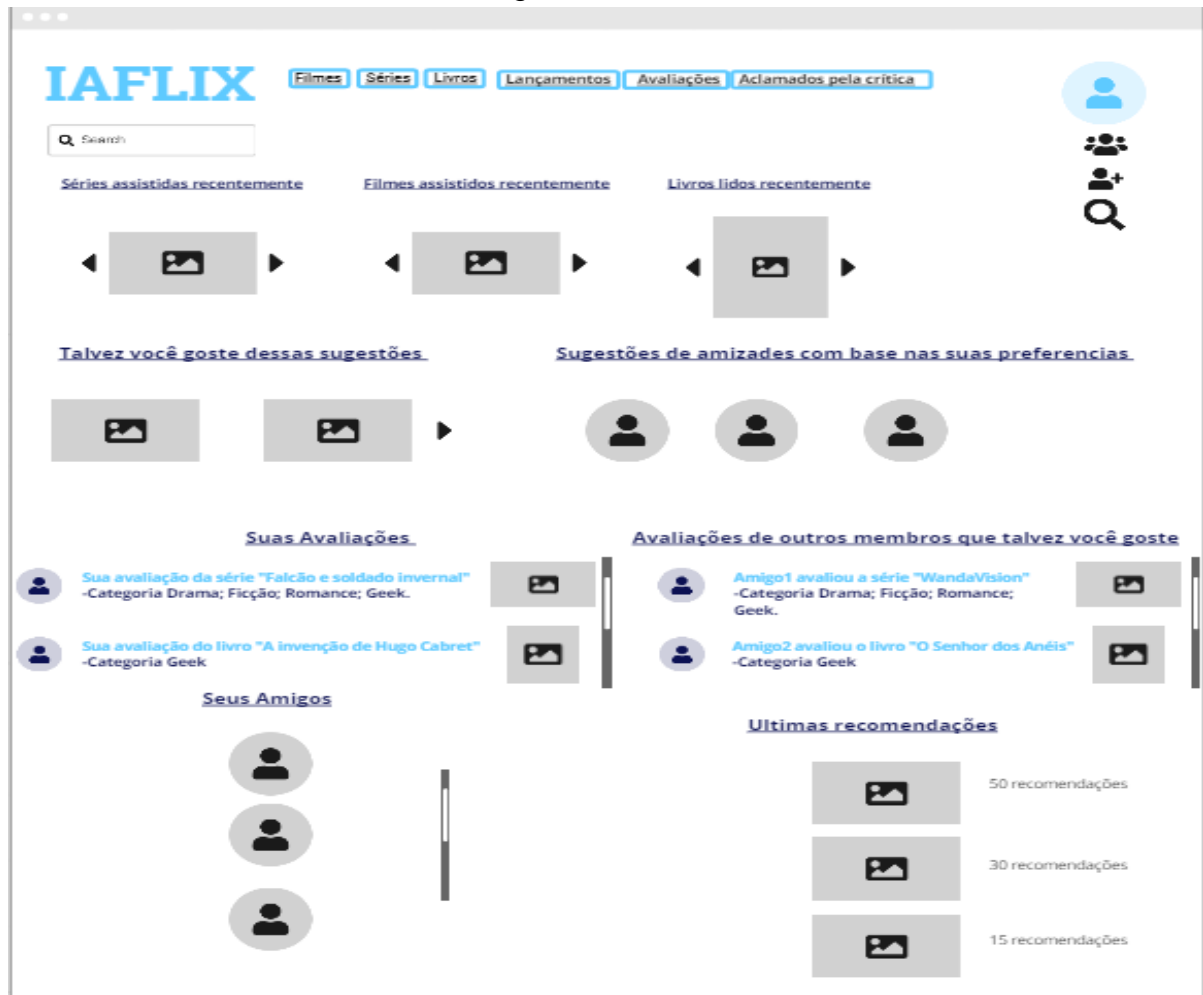 IAFLIX
Filmes
Séries
Livros
Lançamentos
Avaliações
Aclamados pela crítica
Search
Séries assistidas recentemente
Filmes assistidos recentemente
Livros lidos recentemente
Talvez você goste dessas sugestões
Sugestões de amizades com base nas suas preferencias
Suas Avaliações
Sua avaliação da série "Falcão e soldado invernal"
-Categoria Drama; Ficção; Romance; Geek.
Sua avaliação do livro "A invenção de Hugo Cabret"
-Categoria Geek
Avaliações de outros membros que talvez você goste
Amigo1 avaliou a série "WandaVision"
-Categoria Drama; Ficção; Romance;
Geek.
Amigo2 avaliou o livro "O Senhor dos Anéis"
-Categoria Geek
Seus Amigos
Ultimas recomendações
50 recomendações
30 recomendações
15 recomendações